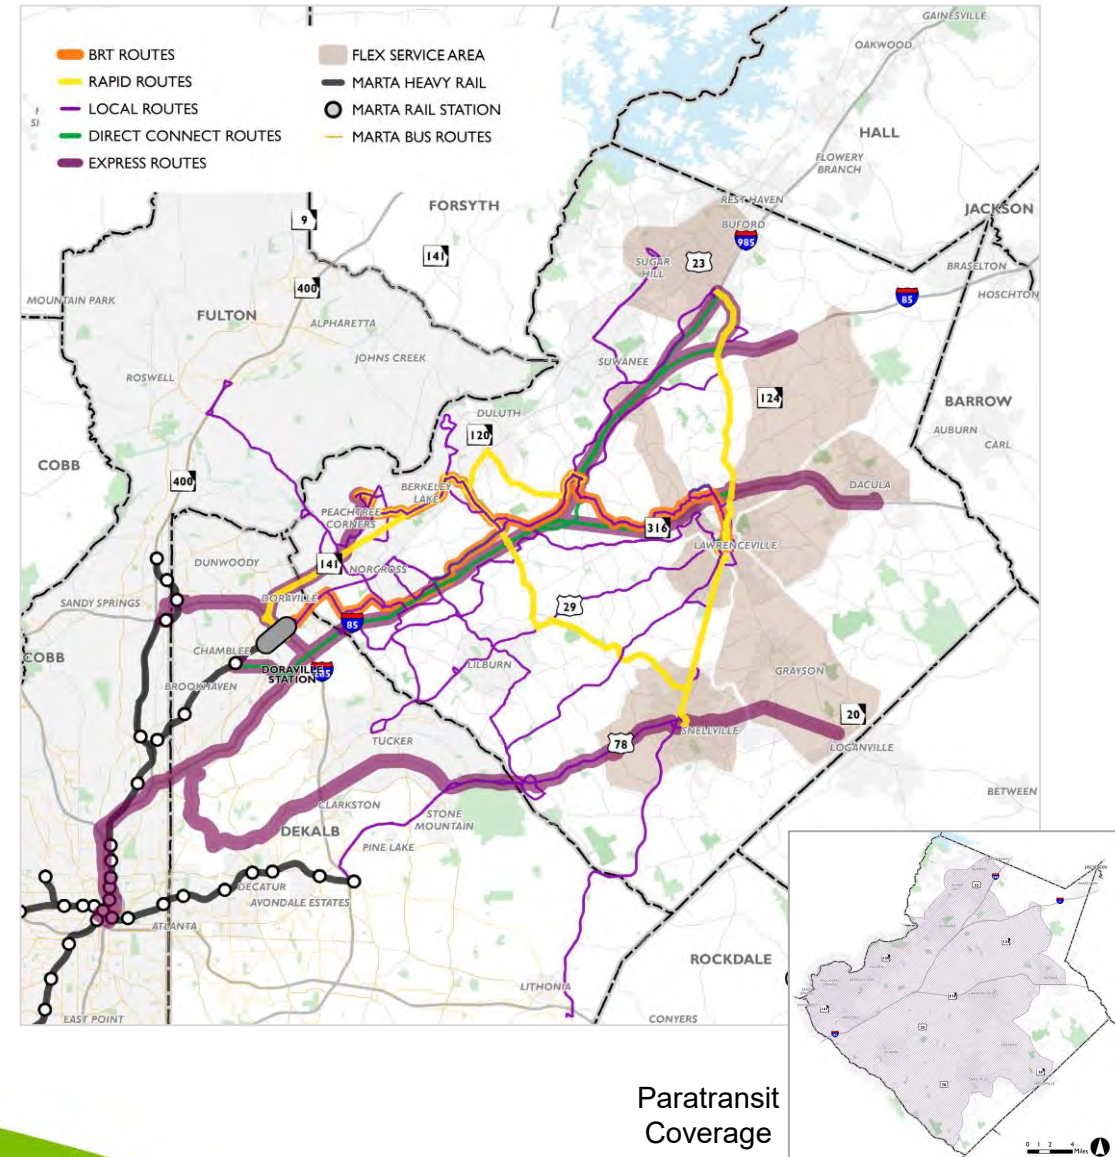 BRT ROUTES
RAPID ROUTES
LOCAL ROUTES
DIRECT CONNECT ROUTES
EXPRESS ROUTES
FLEX SERVICE AREA
MARTA HEAVY RAIL
MARTA RAIL STATION
MARTA BUS ROUTES
GAINESVILLE
OAKWOOD
HALL
FLOWERY
BRANCH
REST HAVEN
BUFORD
985
JACKSON
FORSYTH
9
141
SUGAR
HILL
23
BRASELTON
HOSCHTON
85
400
MOUNTAIN PARK
FULTON
ALPHARETTA
JOHNS CREEK
SUWANEE
ROSWELL
124
BARROW
DULUTH
120
AUBURN
CARL
COBB
400
BERKELEY
LAKE
DACULA
PEACHTREE
CORNERS
316
LAWRENCEVILLE
DUNWOODY
141
NORCROSS
SANDY SPRINGS
DORAVILLE
29
85
COBB
CHAMBLEE
DORAVILLE
STATION
LILBURN
GRAYSON
BROOKHAVEN
20
SNELLVILLE
TUCKER
78
LOGANVILLE
BETWEEN
CLARKSTON
STONE
MOUNTAIN
DEKALB
PINE LAKE
DECATUR
AVONDALE ESTATES
ATLANTA
ROCKDALE
LITHONIA
EAST POINT
CONYERS
Paratransit
Coverage
0 1 2 4
Miles